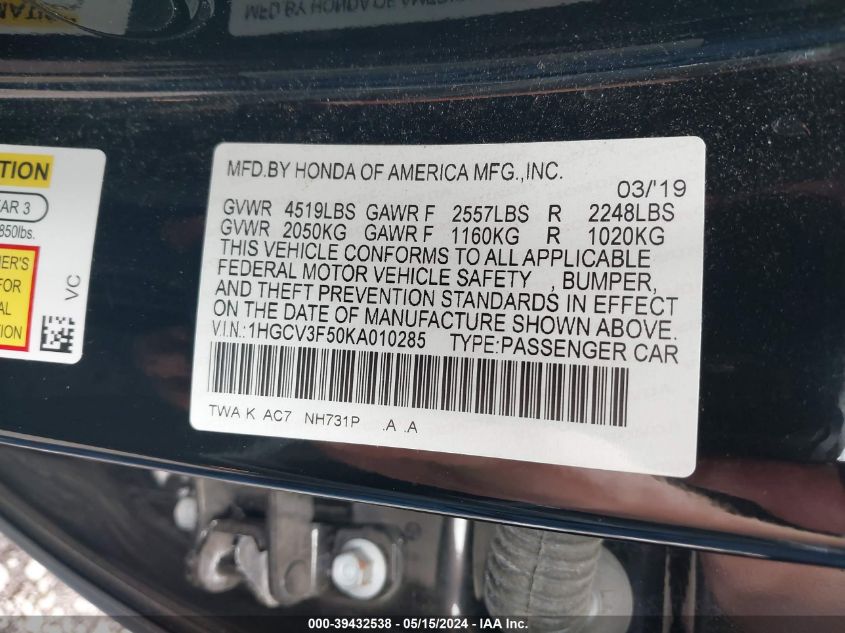 MFD.BY HONDA OF AMERICA MFG.,INC.
03/'19
GVWR 4519LBS GAWR F 2557LBS R 2248LBS
GVWR 2050KG GAWR F 1160KG R 1020KG
THIS VEHICLE CONFORMS TO ALL APPLICABLE
FEDERAL MOTOR VEHICLE SAFETY , BUMPER,
AND THEFT PREVENTION STANDARDS IN EFFECT
ON THE DATE OF MANUFACTURE SHOWN ABOVE.
V.I.N.:1HGCV3F50KA010285 TYPE:PASSENGER CAR
TWA K AC7 NH731P .A .A
850lbs.
FOR
VC
000-39432538 - 05/15/2024 - IAA Inc.